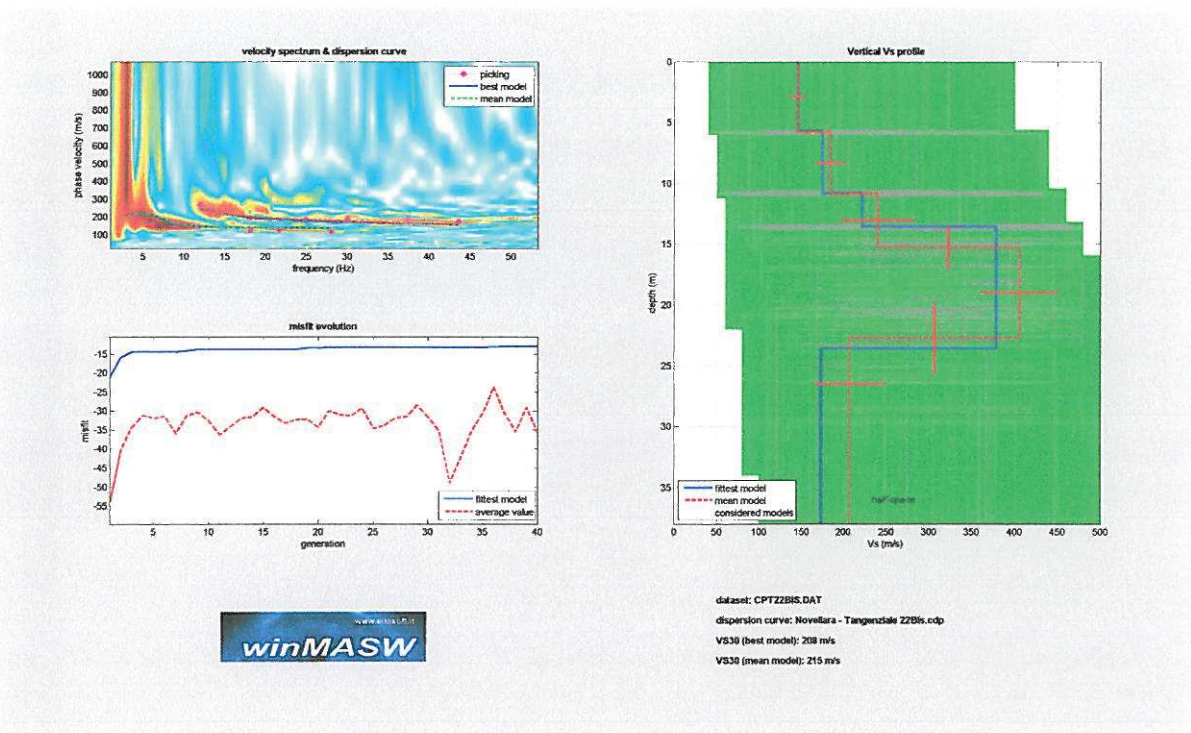 velocity spectrum & dispersion curve
picking
best model
mean model
1000
900
800
700
600
500
400
300
200
100
phase velocity (m/s)
5 10 15 20 25 30 35 40 45 50
frequency (Hz)
misfit evolution
-15
-20
-25
-30
-35
-40
-45
-50
-55
misfit
fittest model
average value
5 10 15 20 25 30 35 40
generation
www.eliosoft.it
winMASW
Vertical Vs profile
0
5
10
15
20
25
30
35
depth (m)
half-space
fittest model
mean model
considered models
0 50 100 150 200 250 300 350 400 450 500
Vs (m/s)
dataset: CPT22BIS.DAT
dispersion curve: Novellara - Tangenziale 22Bis.cdp
VS30 (best model): 208 m/s
VS30 (mean model): 215 m/s